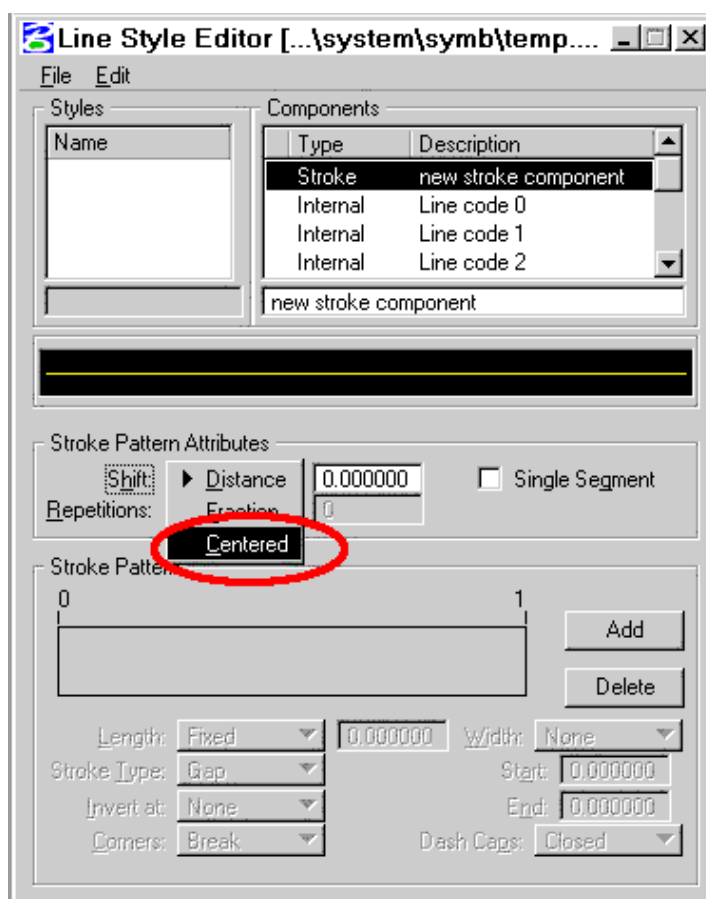 Line Style Editor [...\system\symb\temp....
File Edit
Styles
Components
Name
Type Description
Stroke new stroke component
Internal Line code 0
Internal Line code 1
Internal Line code 2
new stroke component
Stroke Pattern Attributes
Shift: Distance 0.000000 Single Segment
Repetitions: Fraction 0
Centered
Stroke Pattern
0 1
Add
Delete
Length: Fixed 0.000000 Width: None
Stroke Type: Gap Start: 0.000000
Invert at: None End: 0.000000
Corners: Break Dash Caps: Closed